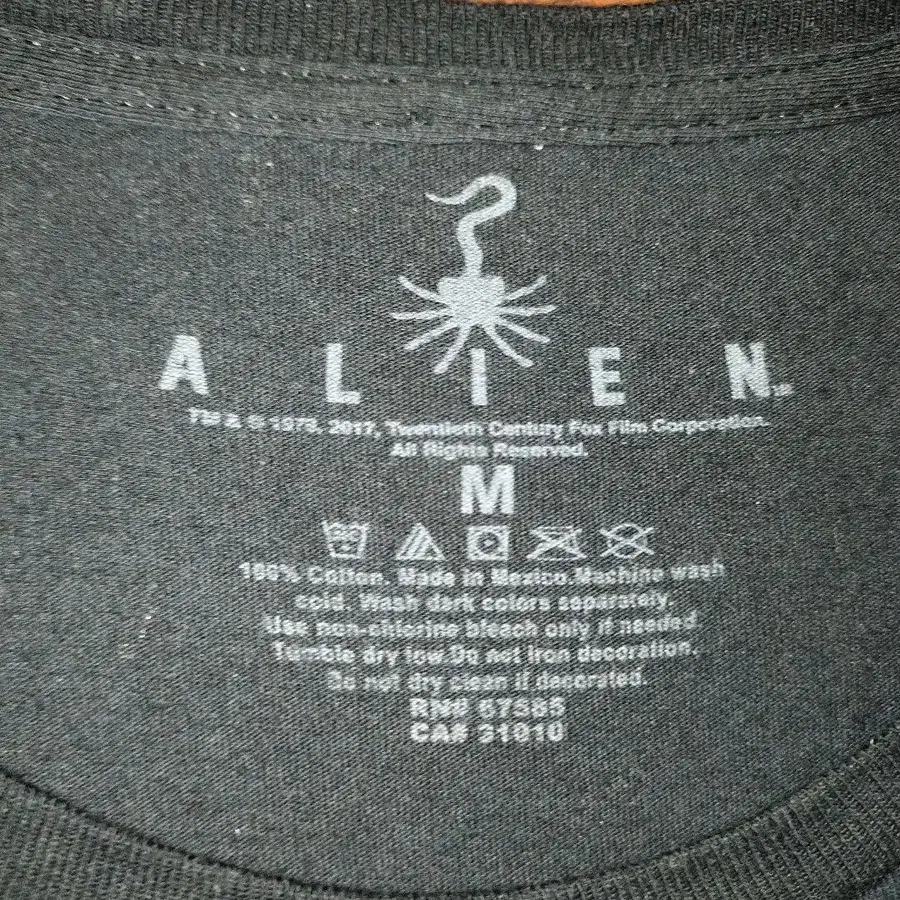 A L I E N
TM & © 1979, 2017, Twentieth Century Fox Film Corporation.
All Rights Reserved.
M
100% Cotton. Made in Mexico.Machine wash
cold. Wash dark colors separately.
Use non-chlorine bleach only if needed.
Tumble dry low.Do not iron decoration.
Do not dry clean if decorated.
RN# 67585
CA# 31010